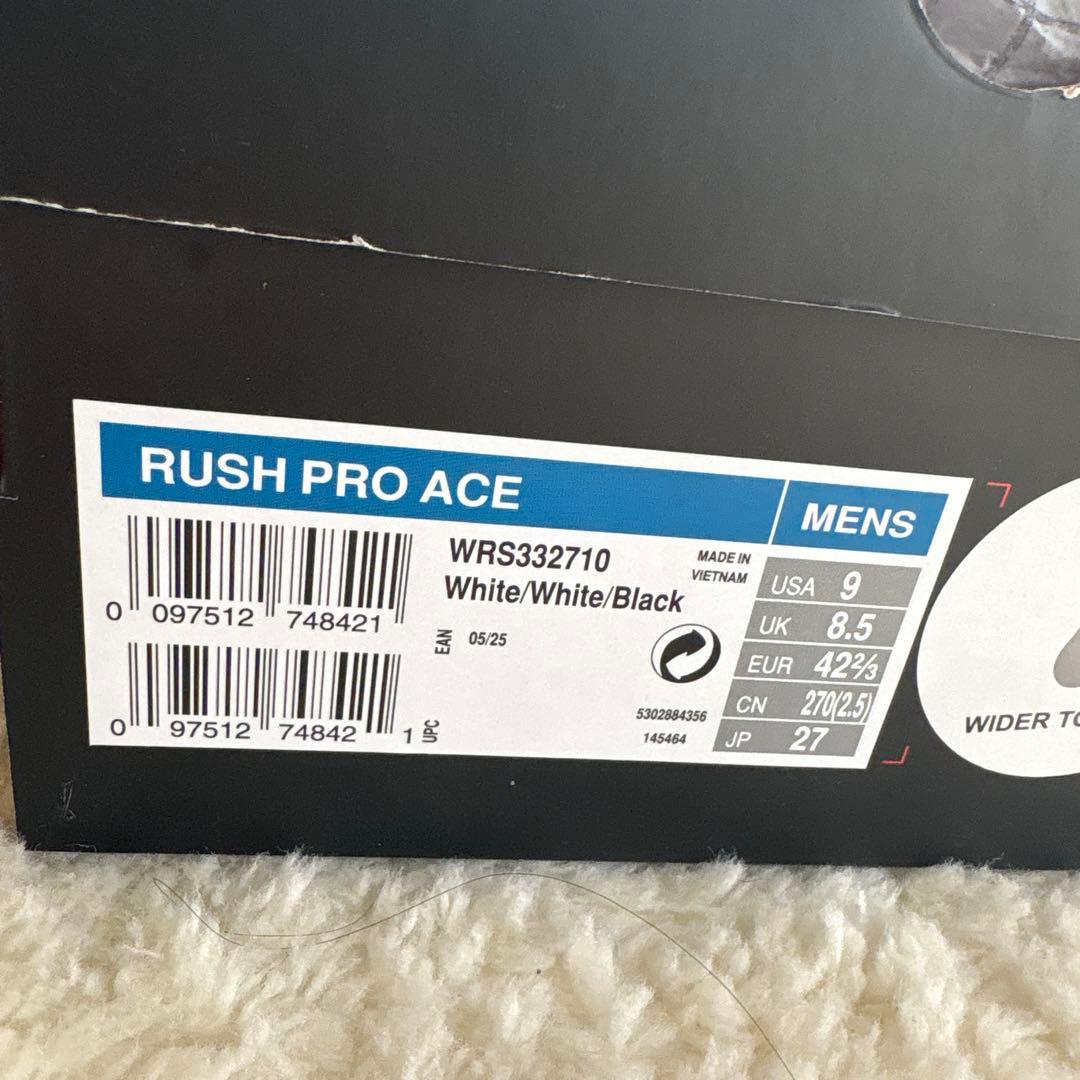 RUSH PRO ACE
MENS
0 097512 748421
WRS332710
White/White/Black
MADE IN
VIETNAM
EAN 05/25
0 97512 74842 1 UPC
5302884356
145464
USA 9
UK 8.5
EUR 42⅔
CN 270(2.5)
JP 27
WIDER